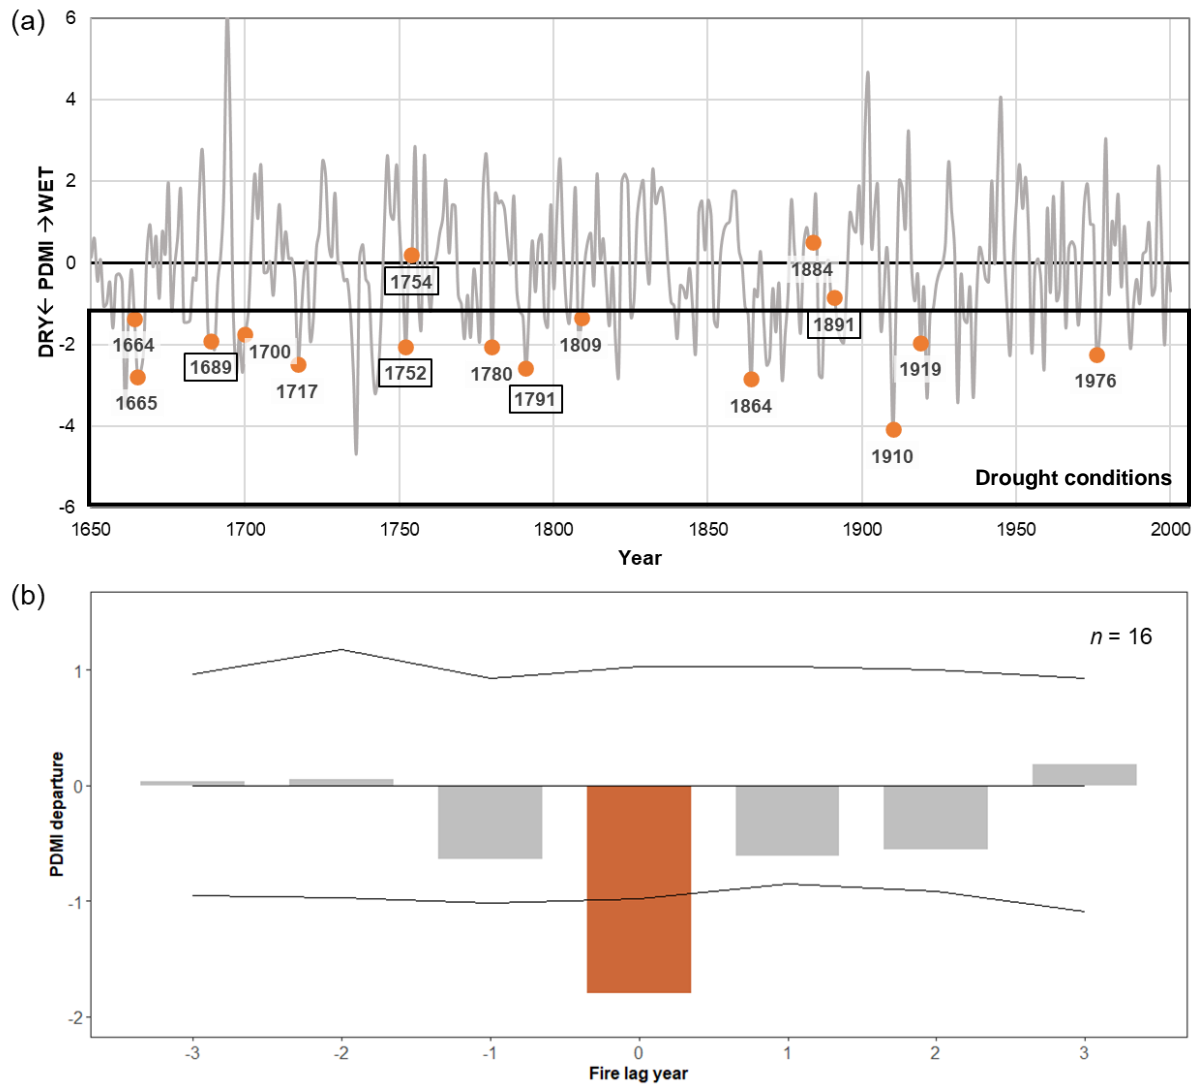 (a)
6
4
2
0
-2
-4
-6
DRY← PDMI →WET
1754
1884
1664
1689
1700
1717
1752
1780
1791
1809
1891
1919
1665
1864
1976
1910
Drought conditions
1650 1700 1750 1800 1850 1900 1950 2000
Year
(b)
n = 16
1
0
-1
-2
PDMI departure
-3 -2 -1 0 1 2 3
Fire lag year